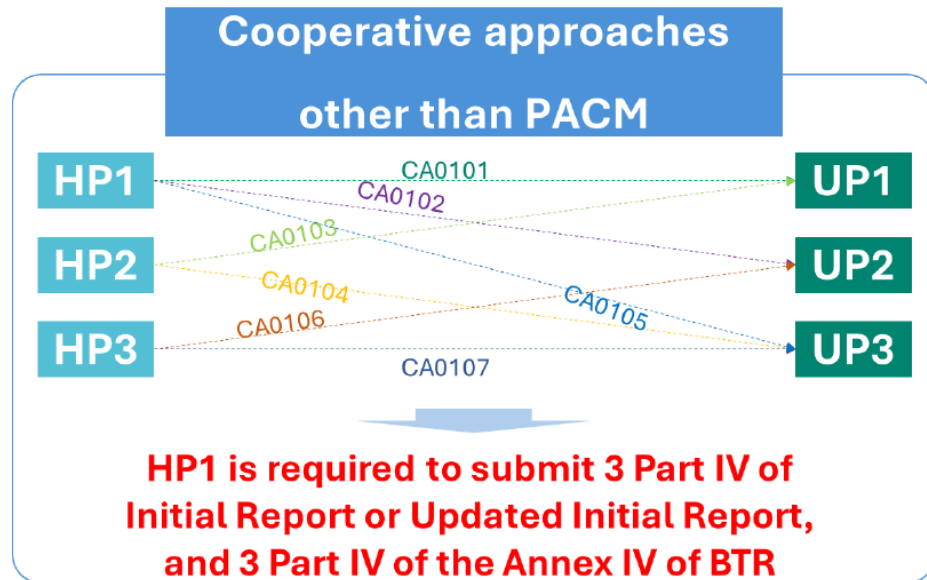 Cooperative approaches
other than PACM
HP1
CA0101
UP1
CA0102
CA0103
HP2
UP2
CA0104
CA0105
CA0106
HP3
UP3
CA0107
HP1 is required to submit 3 Part IV of
Initial Report or Updated Initial Report,
and 3 Part IV of the Annex IV of BTR